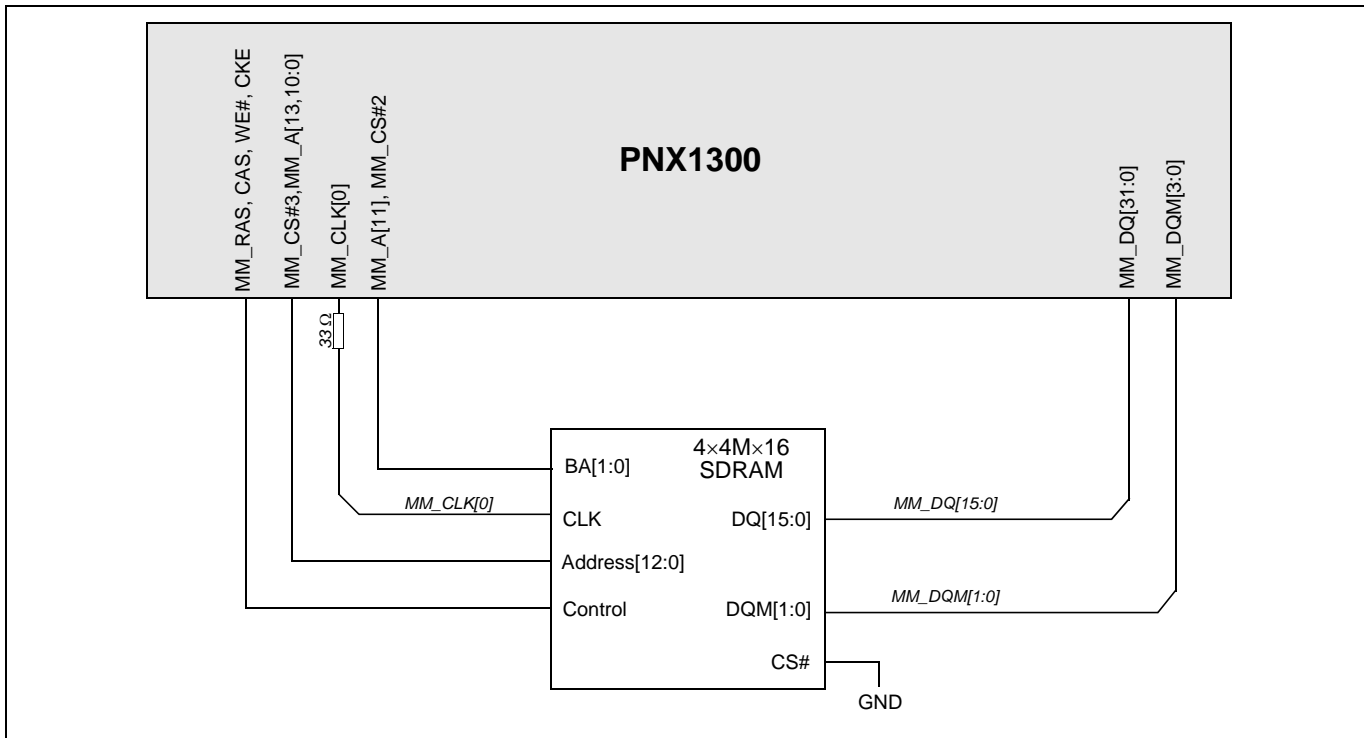 MM_RAS, CAS, WE#, CKE
MM_CS#3,MM_A[13,10:0]
MM_CLK[0]
MM_A[11], MM_CS#2
PNX1300
MM_DQ[31:0]
MM_DQM[3:0]
33 Ω
4×4M×16
SDRAM
BA[1:0]
MM_CLK[0]
CLK
DQ[15:0]
MM_DQ[15:0]
Address[12:0]
Control
DQM[1:0]
MM_DQM[1:0]
CS#
GND